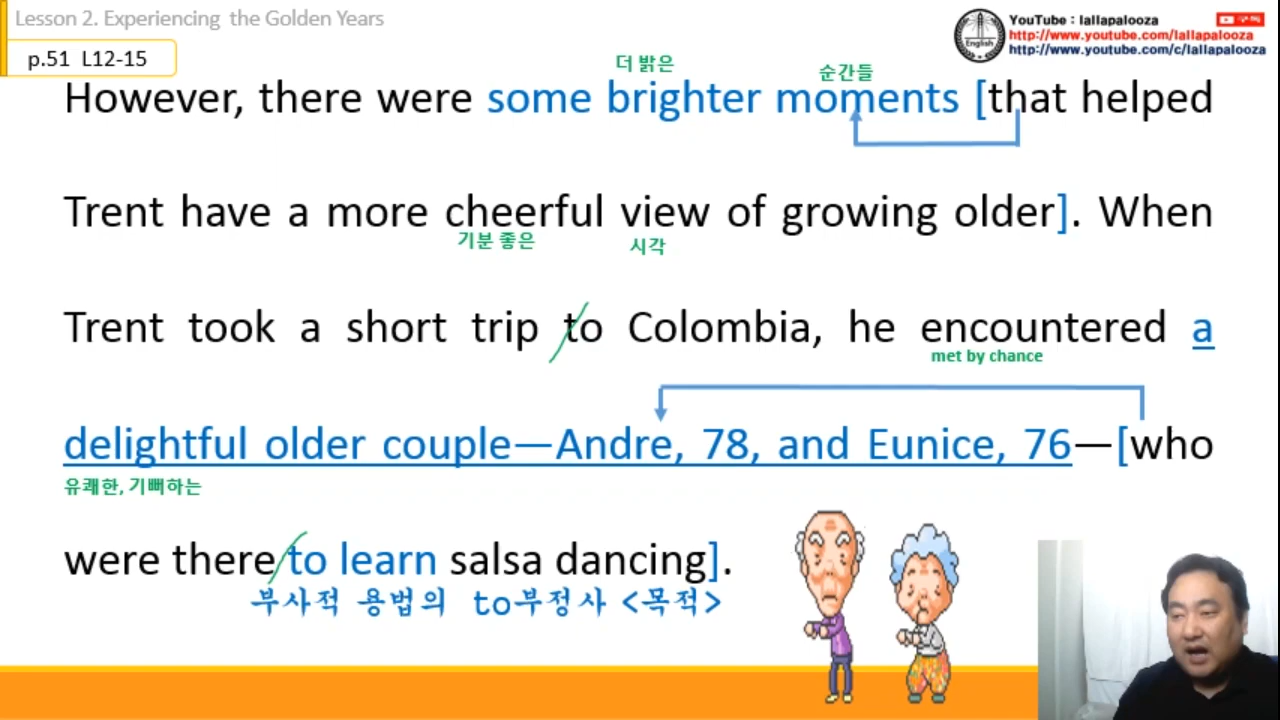 Lesson 2. Experiencing the Golden Years
YouTube : lallapalooza
구독
http://www.youtube.com/lallapalooza
http://www.youtube.com/c/lallapalooza
English
p.51 L12-15
더 밝은
순간들
However, there were some brighter moments [that helped
Trent have a more cheerful view of growing older]. When
기분 좋은
시각
Trent took a short trip to Colombia, he encountered a
met by chance
delightful older couple—Andre, 78, and Eunice, 76—[who
유쾌한, 기뻐하는
were there to learn salsa dancing].
부사적 용법의 to부정사 <목적>